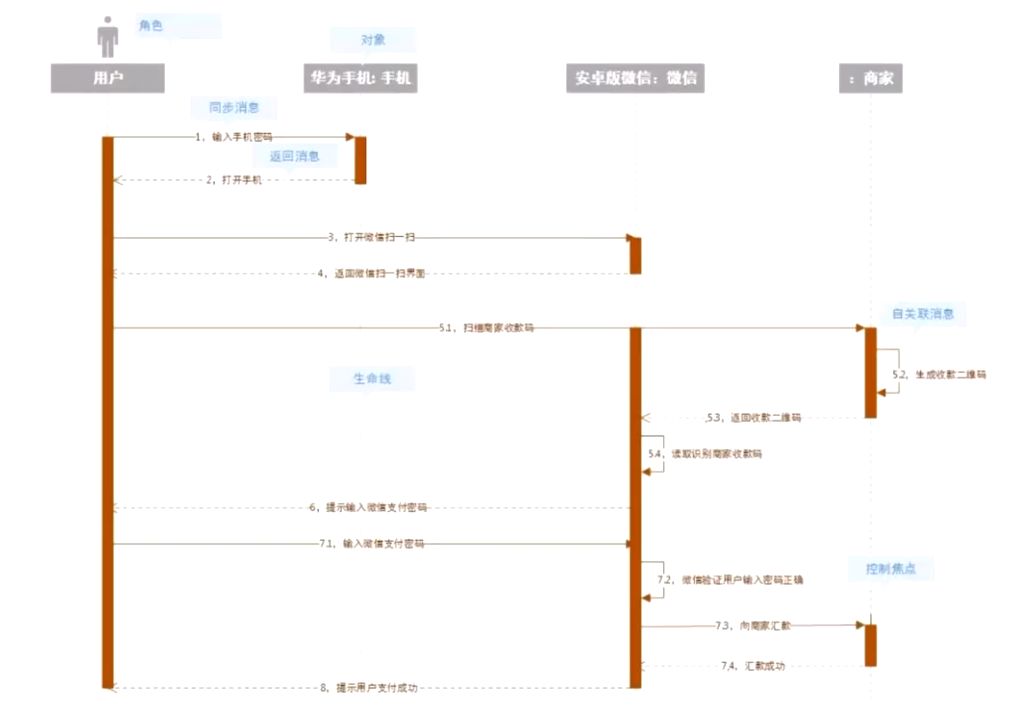 角色
对象
用户
华为手机: 手机
安卓版微信：微信
：商家
同步消息
1，输入手机密码
返回消息
2，打开手机
3，打开微信扫一扫
4，返回微信扫一扫界面
自关联消息
5.1，扫描商家收款码
5.2，生成收款二维码
生命线
5.3，返回收款二维码
5.4，读取识别商家收款码
6，提示输入微信支付密码
7.1，输入微信支付密码
控制焦点
7.2，微信验证用户输入密码正确
7.3，向商家汇款
7.4，汇款成功
8，提示用户支付成功